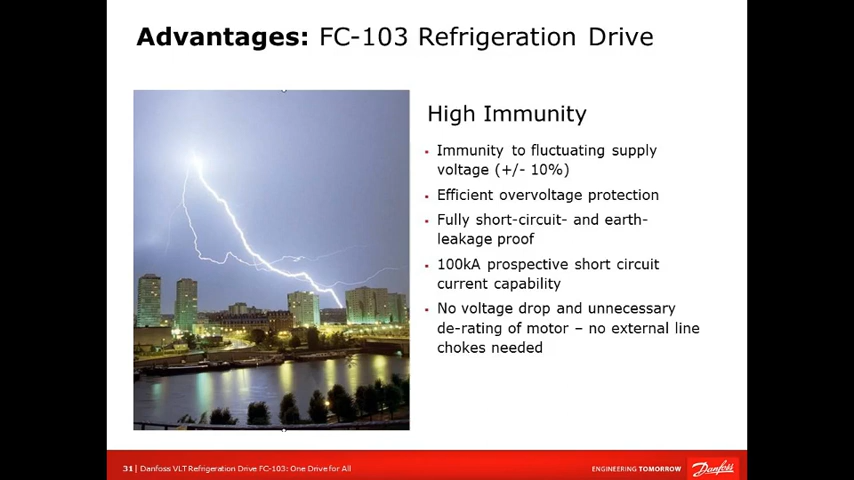 Advantages: FC-103 Refrigeration Drive
High Immunity
• Immunity to fluctuating supply
voltage (+/- 10%)
• Efficient overvoltage protection
• Fully short-circuit- and earth-
leakage proof
• 100kA prospective short circuit
current capability
• No voltage drop and unnecessary
de-rating of motor – no external line
chokes needed
31 | Danfoss VLT Refrigeration Drive FC-103: One Drive for All
ENGINEERING TOMORROW
Danfoss